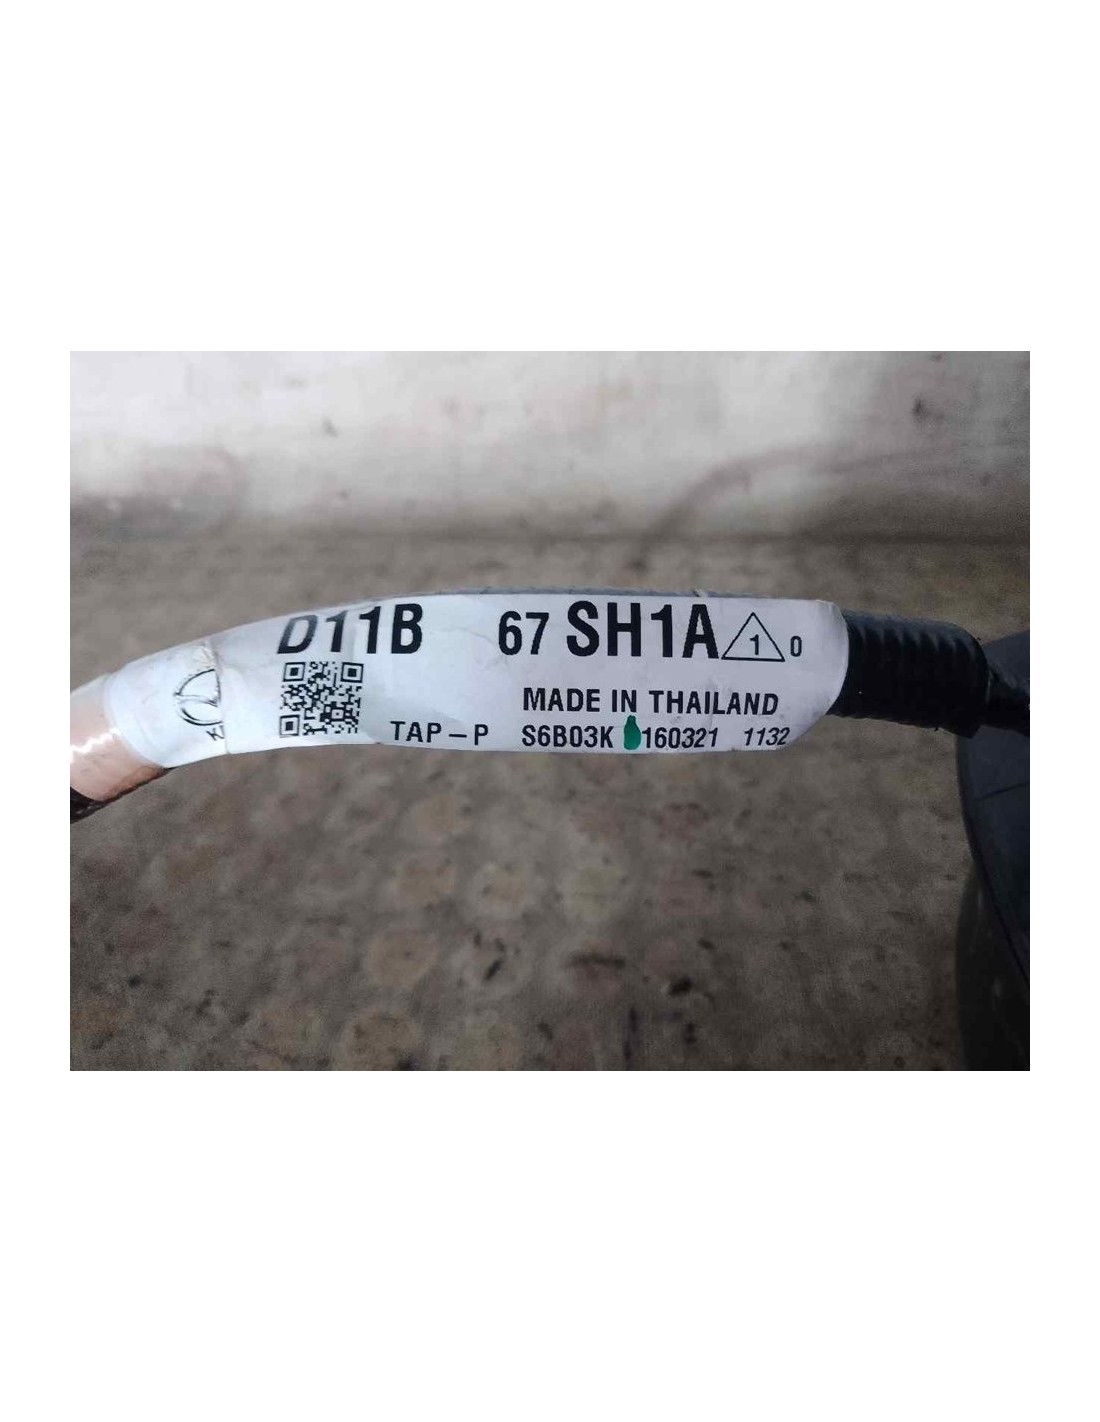 D11B 67 SH1A 1 0
MADE IN THAILAND
TAP-P S6B03K 160321 1132